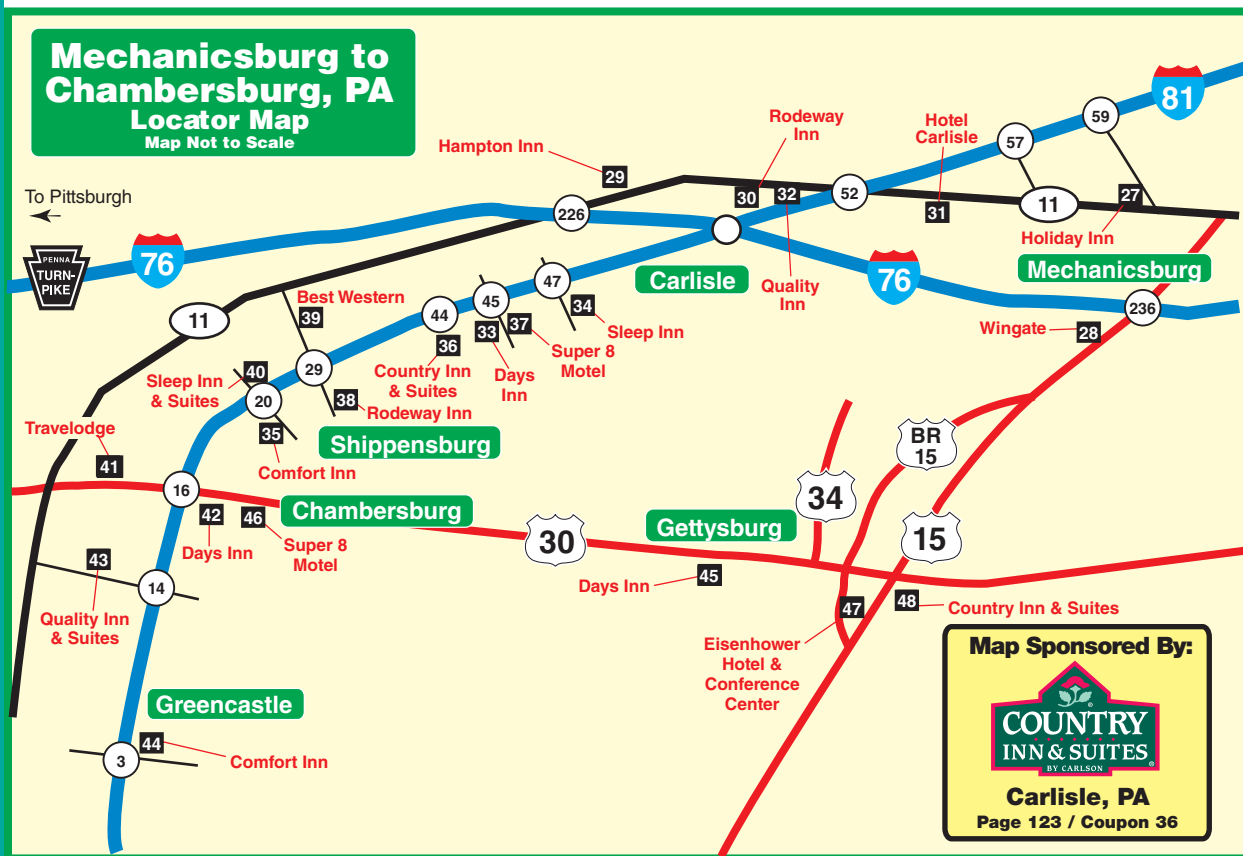 Mechanicsburg to
Chambersburg, PA
Locator Map
Map Not to Scale
81
59
57
Rodeway
Inn
Hotel
Carlisle
Hampton Inn
29
30
32
52
31
11
27
To Pittsburgh
226
Holiday Inn
PENNA
TURN-
PIKE
76
Carlisle
Quality
Inn
76
Mechanicsburg
236
Wingate
28
11
Best Western
39
44
45
47
34
Sleep Inn
33
37
Super 8
Motel
36
Country Inn
& Suites
Days
Inn
Sleep Inn
& Suites
40
29
20
38
Rodeway Inn
35
Comfort Inn
Shippensburg
Travelodge
41
16
Chambersburg
42
Days Inn
46
Super 8
Motel
30
Gettysburg
34
BR
15
15
43
14
Quality Inn
& Suites
Days Inn
45
47
48
Country Inn & Suites
Eisenhower
Hotel &
Conference
Center
Greencastle
3
44
Comfort Inn
Map Sponsored By:
COUNTRY
INN & SUITES
BY CARLSON
®
®
Carlisle, PA
Page 123 / Coupon 36